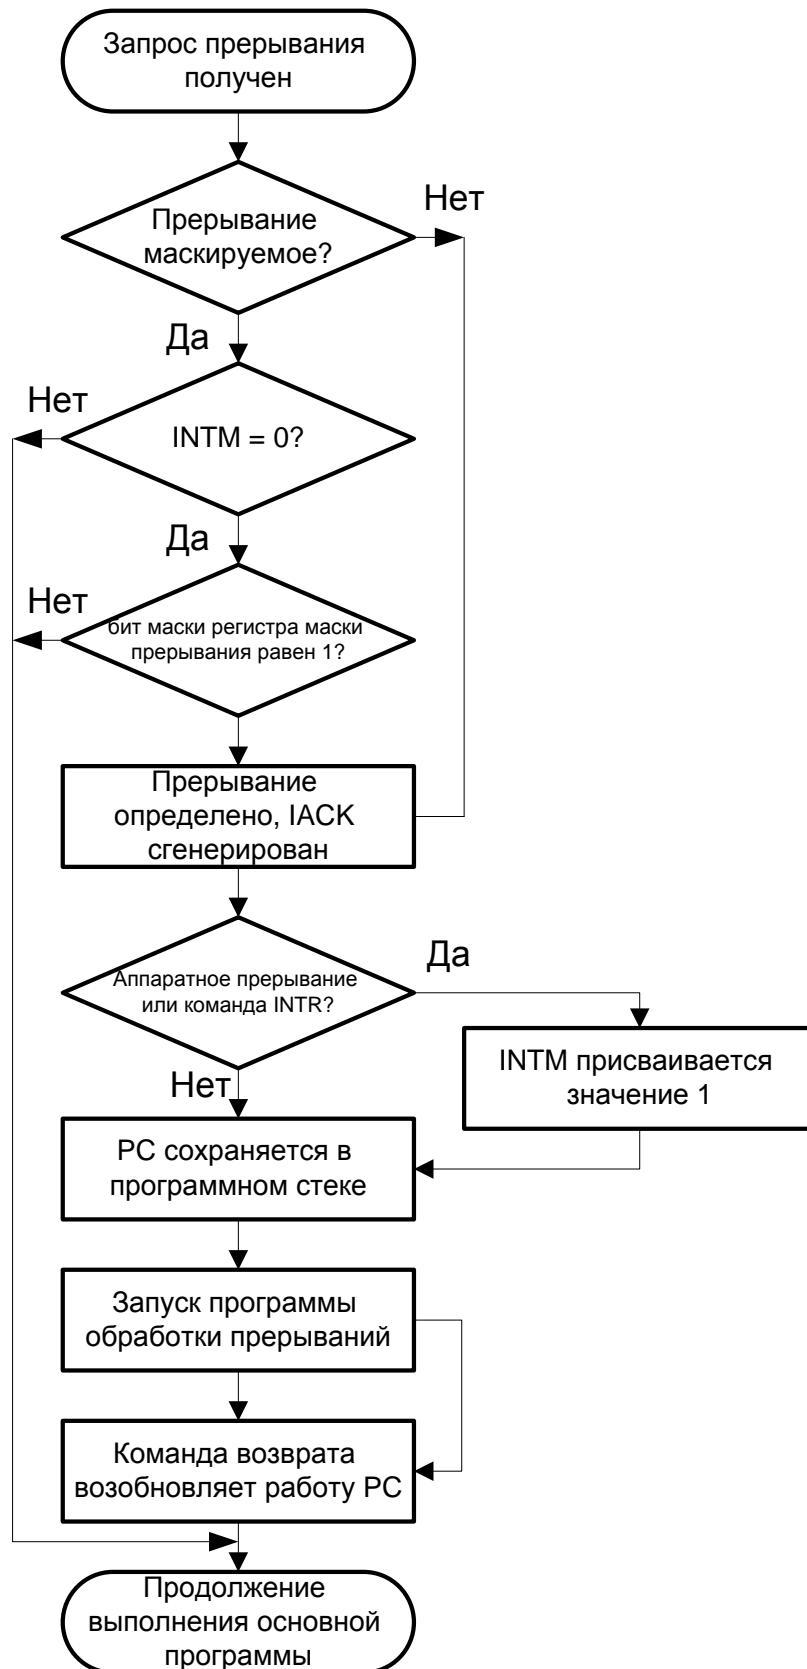 Запрос прерывания
получен
Прерывание
маскируемое?
Нет
Да
Нет
INTM = 0?
Да
Нет
бит маски регистра маски
прерывания равен 1?
Прерывание
определено, IACK
сгенерирован
Аппаратное прерывание
или команда INTR?
Да
INTM присваивается
значение 1
Нет
PC сохраняется в
программном стеке
Запуск программы
обработки прерываний
Команда возврата
возобновляет работу PC
Продолжение
выполнения основной
программы